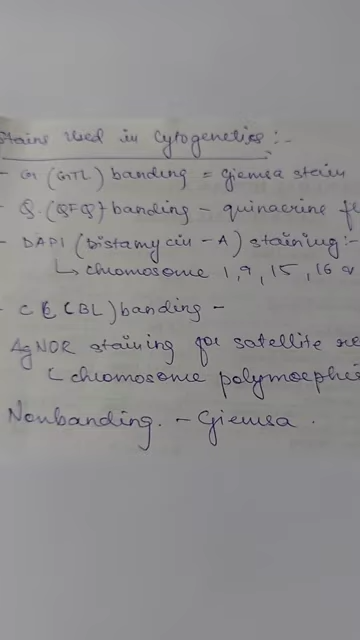 Stains Used in Cytogenetics :-
- G (GTL) banding = Giemsa stain
- Q. (QFQ) banding - quinacrine
- DAPI (Distamycin - A) staining :-
↳ chromosome 1, 9, 15, 16
- C (CBL) banding -
AgNOR staining for satellite
↳ chromosome
Nonbanding. - Giemsa.